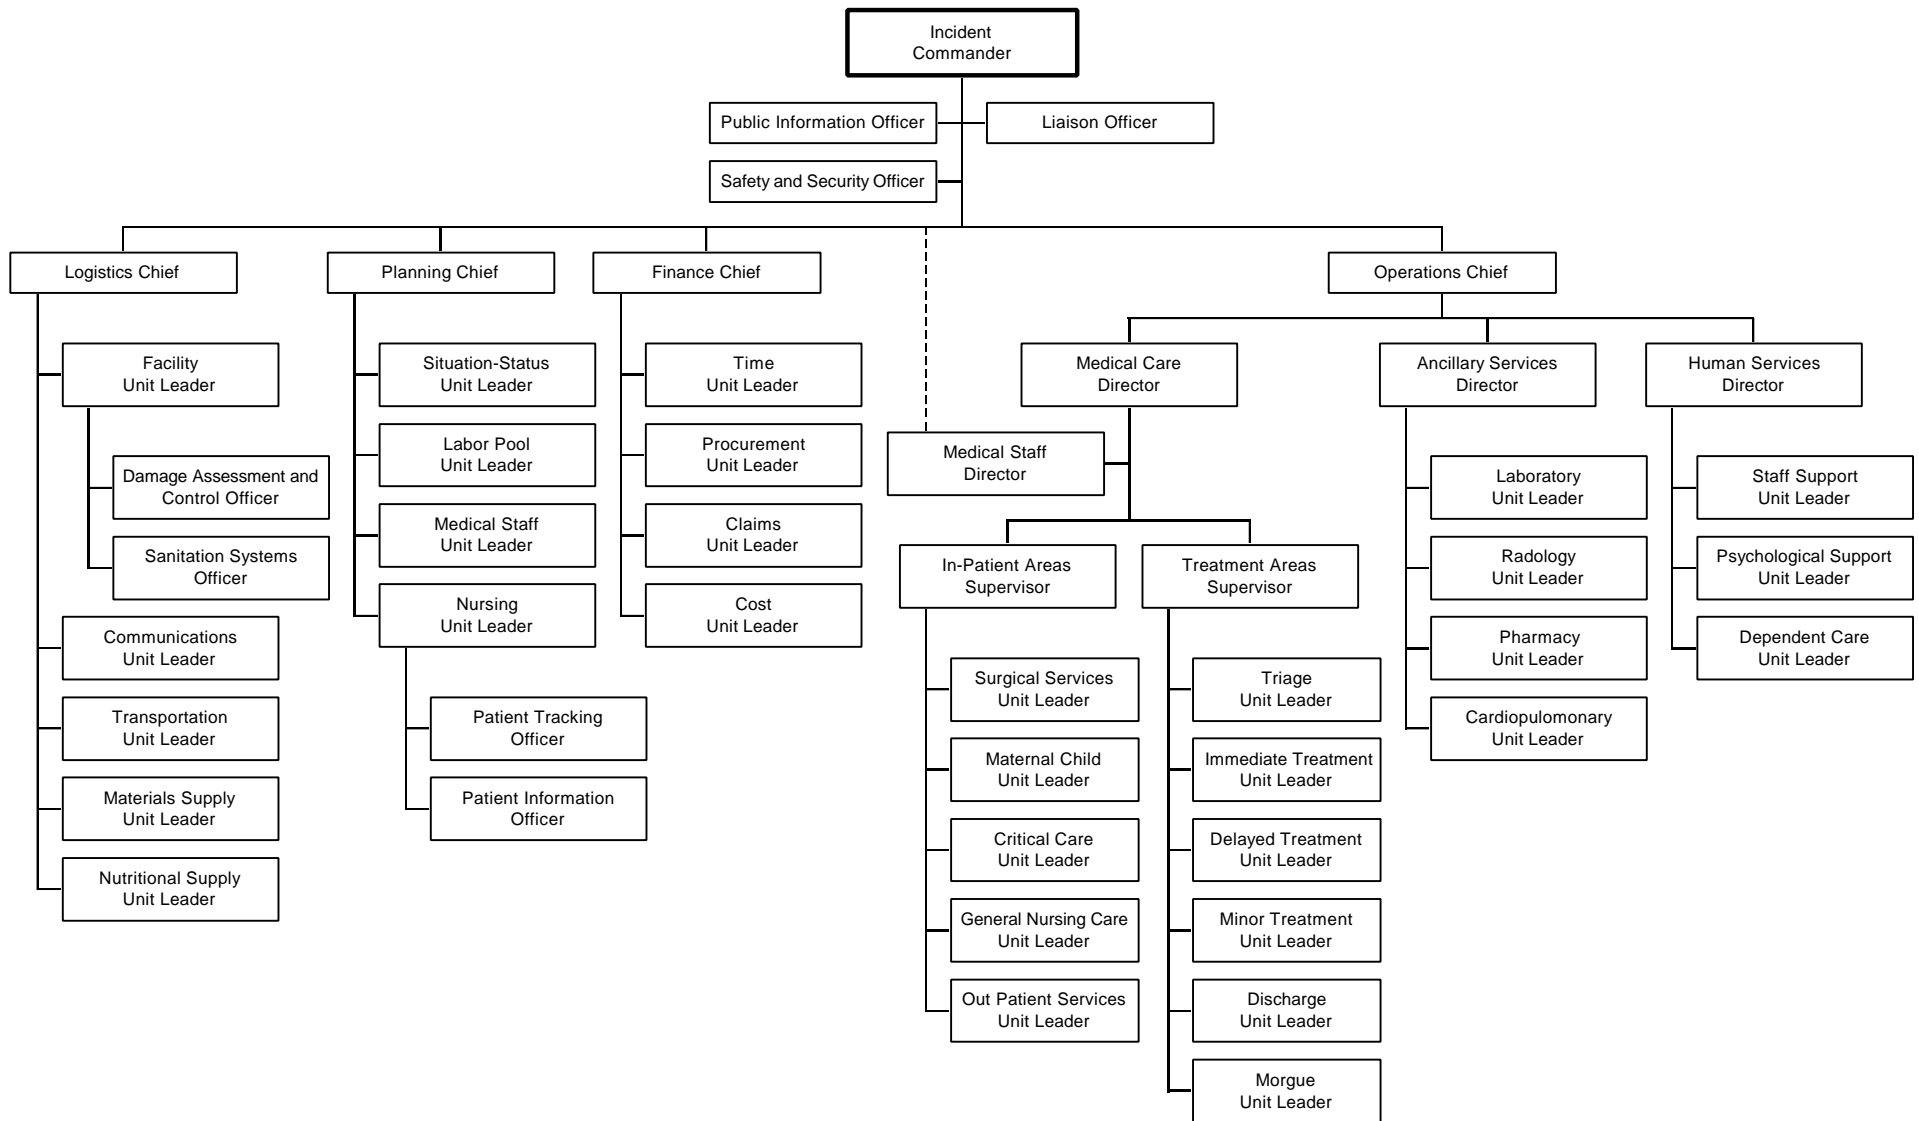 Incident
Commander
Public Information Officer
Liaison Officer
Safety and Security Officer
Logistics Chief
Planning Chief
Finance Chief
Operations Chief
Facility
Unit Leader
Damage Assessment and
Control Officer
Sanitation Systems
Officer
Communications
Unit Leader
Transportation
Unit Leader
Materials Supply
Unit Leader
Nutritional Supply
Unit Leader
Situation-Status
Unit Leader
Labor Pool
Unit Leader
Medical Staff
Unit Leader
Nursing
Unit Leader
Patient Tracking
Officer
Patient Information
Officer
Time
Unit Leader
Procurement
Unit Leader
Claims
Unit Leader
Cost
Unit Leader
Medical Care
Director
Medical Staff
Director
In-Patient Areas
Supervisor
Surgical Services
Unit Leader
Maternal Child
Unit Leader
Critical Care
Unit Leader
General Nursing Care
Unit Leader
Out Patient Services
Unit Leader
Treatment Areas
Supervisor
Triage
Unit Leader
Immediate Treatment
Unit Leader
Delayed Treatment
Unit Leader
Minor Treatment
Unit Leader
Discharge
Unit Leader
Morgue
Unit Leader
Ancillary Services
Director
Laboratory
Unit Leader
Radology
Unit Leader
Pharmacy
Unit Leader
Cardiopulomonary
Unit Leader
Human Services
Director
Staff Support
Unit Leader
Psychological Support
Unit Leader
Dependent Care
Unit Leader